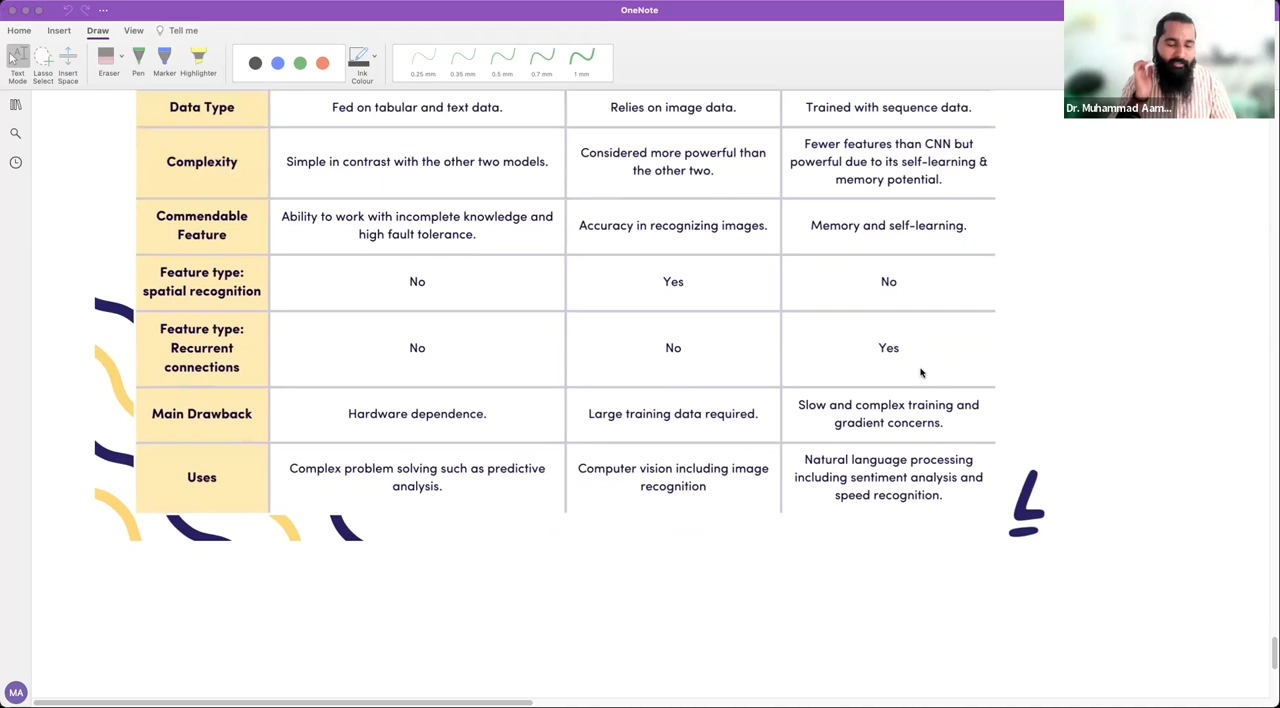 OneNote
Home Insert Draw View Tell me
Text Mode
Lasso Select
Insert Space
Eraser
Pen
Marker
Highlighter
Ink Colour
0.25 mm
0.35 mm
0.5 mm
0.7 mm
1 mm
Dr. Muhammad Aam...
Data Type
Fed on tabular and text data.
Relies on image data.
Trained with sequence data.
Complexity
Simple in contrast with the other two models.
Considered more powerful than
the other two.
Fewer features than CNN but
powerful due to its self-learning &
memory potential.
Commendable
Feature
Ability to work with incomplete knowledge and
high fault tolerance.
Accuracy in recognizing images.
Memory and self-learning.
Feature type:
spatial recognition
No
Yes
No
Feature type:
Recurrent
connections
No
No
Yes
Main Drawback
Hardware dependence.
Large training data required.
Slow and complex training and
gradient concerns.
Uses
Complex problem solving such as predictive
analysis.
Computer vision including image
recognition
Natural language processing
including sentiment analysis and
speed recognition.
L
MA